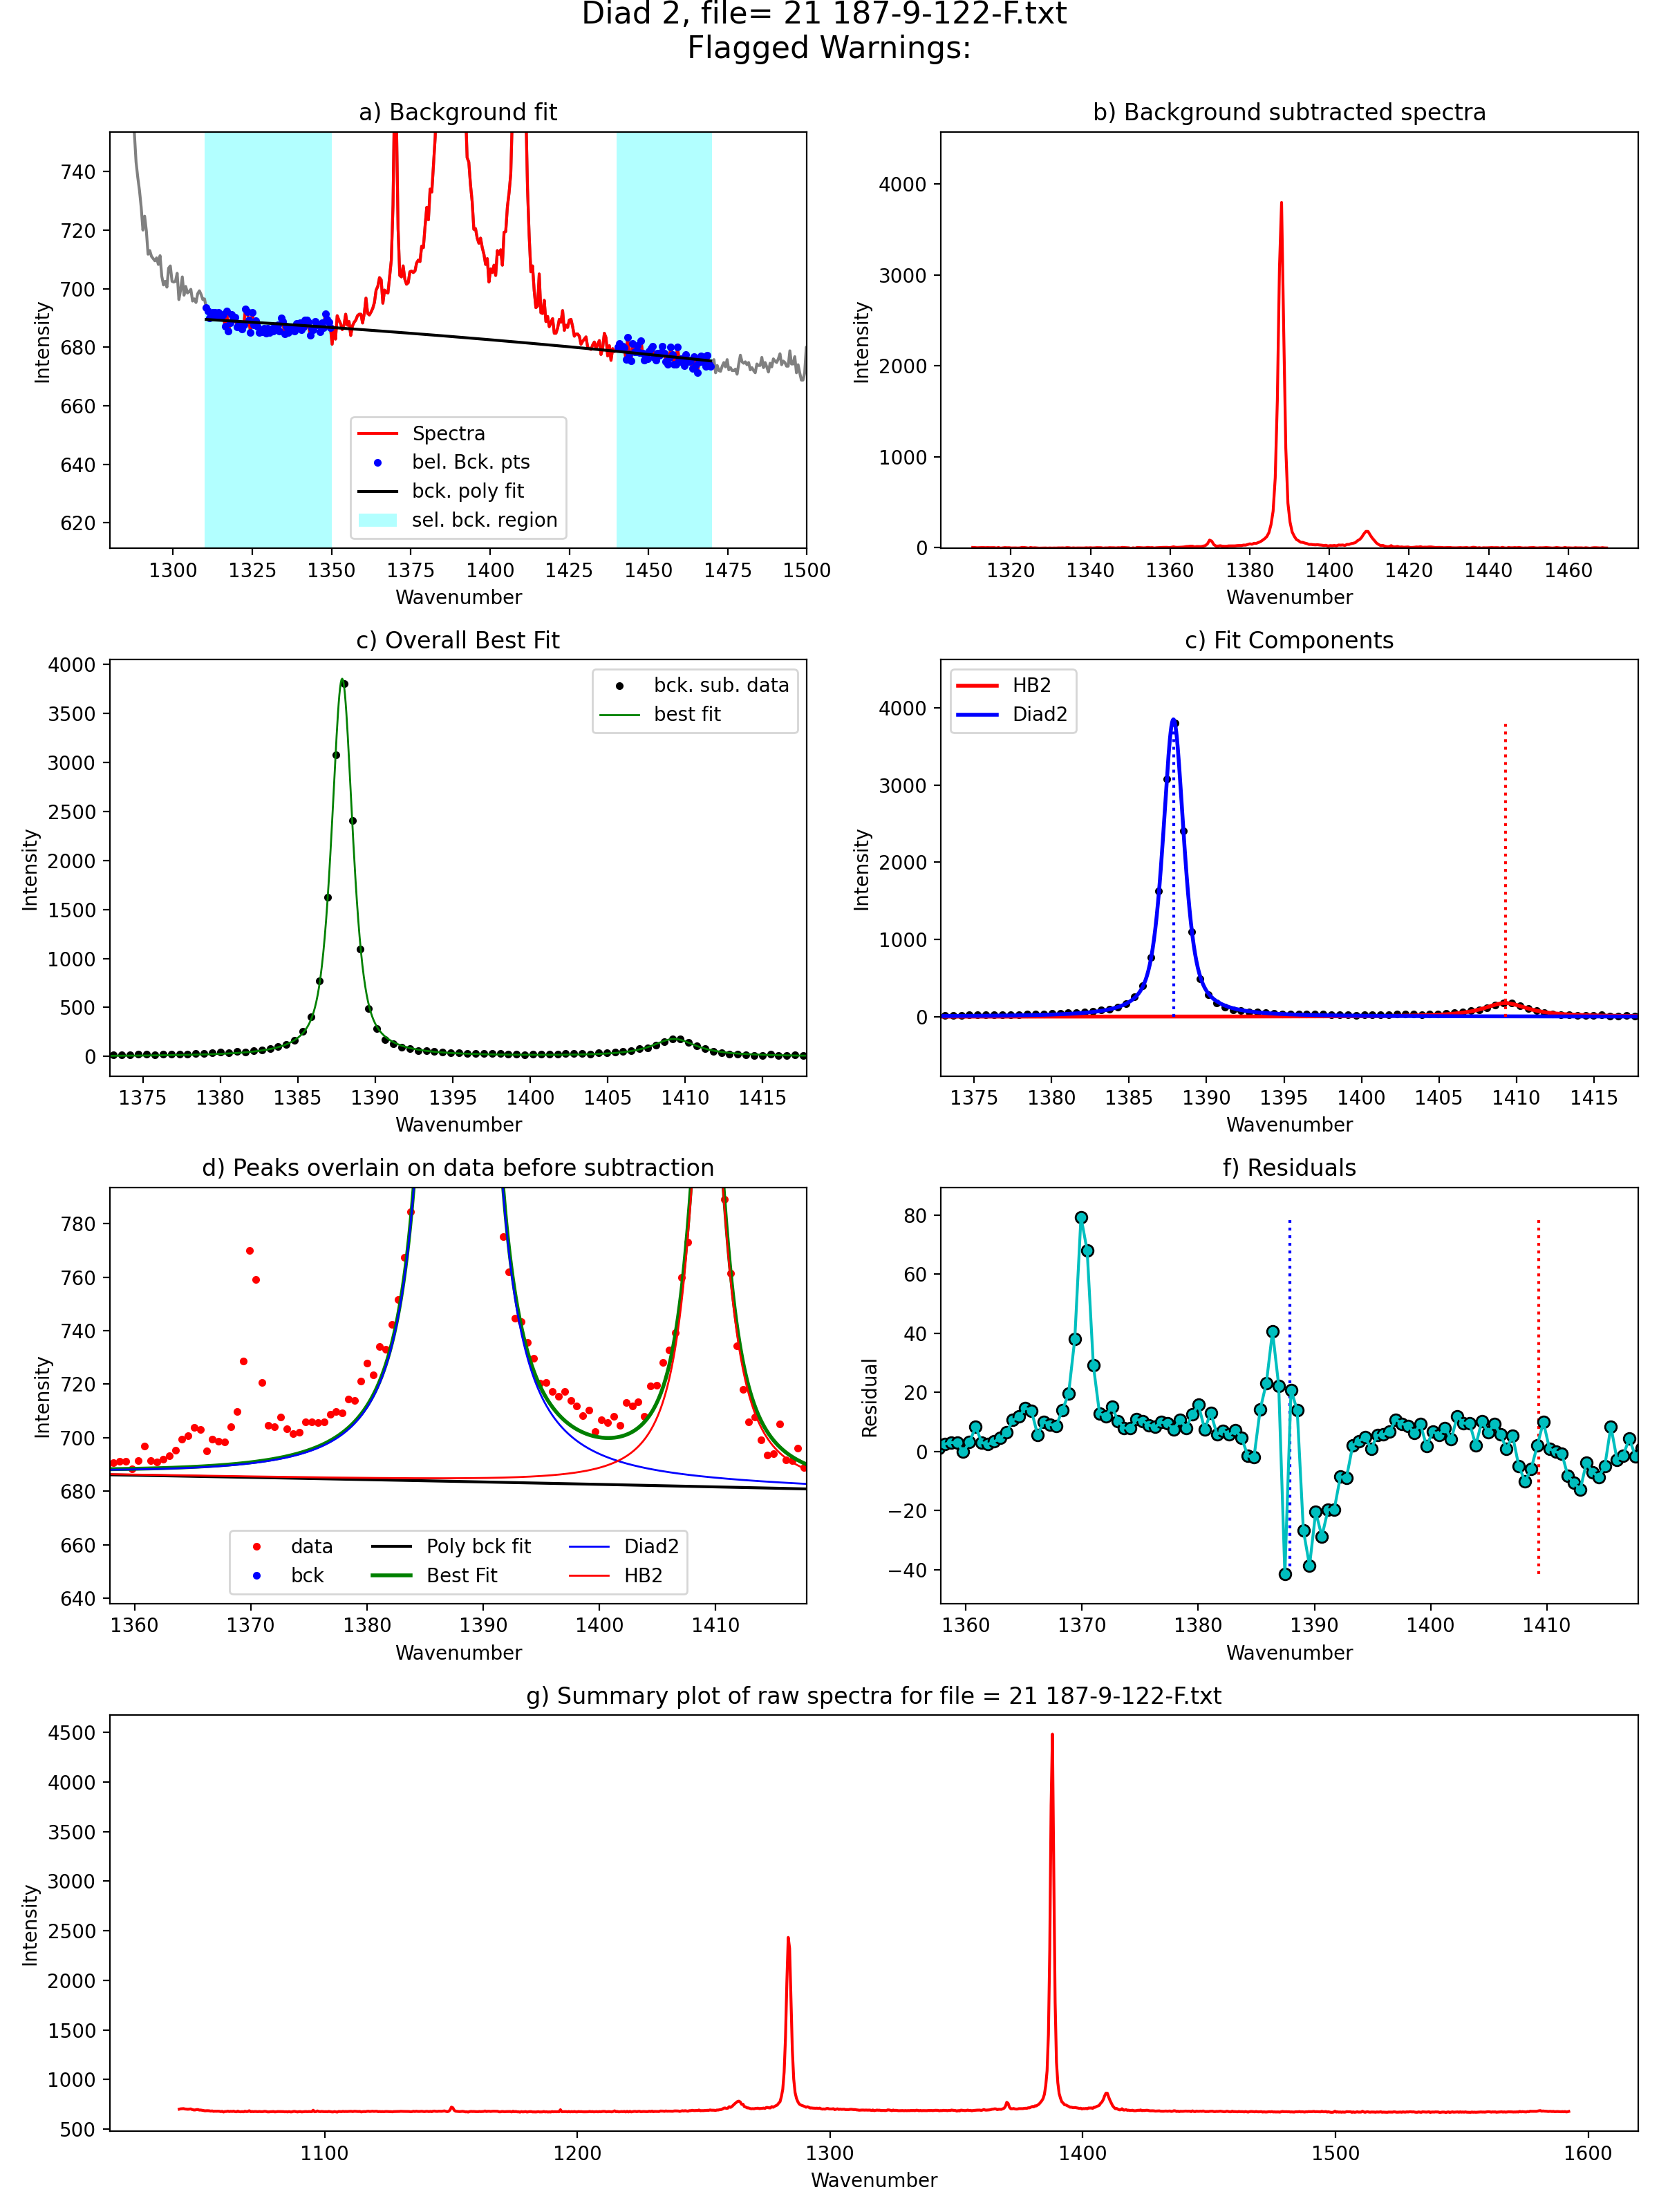 Diad 2, file= 21 187-9-122-F.txt
Flagged Warnings:
a) Background fit
740
720
700
680
660
640
620
Intensity
Spectra
bel. Bck. pts
bck. poly fit
sel. bck. region
1300 1325 1350 1375 1400 1425 1450 1475 1500
Wavenumber
b) Background subtracted spectra
4000
3000
2000
1000
0
Intensity
1320 1340 1360 1380 1400 1420 1440 1460
Wavenumber
c) Overall Best Fit
4000
3500
3000
2500
2000
1500
1000
500
0
Intensity
bck. sub. data
best fit
1375 1380 1385 1390 1395 1400 1405 1410 1415
Wavenumber
c) Fit Components
4000
3000
2000
1000
0
Intensity
HB2
Diad2
1375 1380 1385 1390 1395 1400 1405 1410 1415
Wavenumber
d) Peaks overlain on data before subtraction
780
760
740
720
700
680
660
640
Intensity
data Poly bck fit Diad2
bck Best Fit HB2
1360 1370 1380 1390 1400 1410
Wavenumber
f) Residuals
80
60
40
20
0
−20
−40
Residual
1360 1370 1380 1390 1400 1410
Wavenumber
g) Summary plot of raw spectra for file = 21 187-9-122-F.txt
4500
4000
3500
3000
2500
2000
1500
1000
500
Intensity
1100 1200 1300 1400 1500 1600
Wavenumber